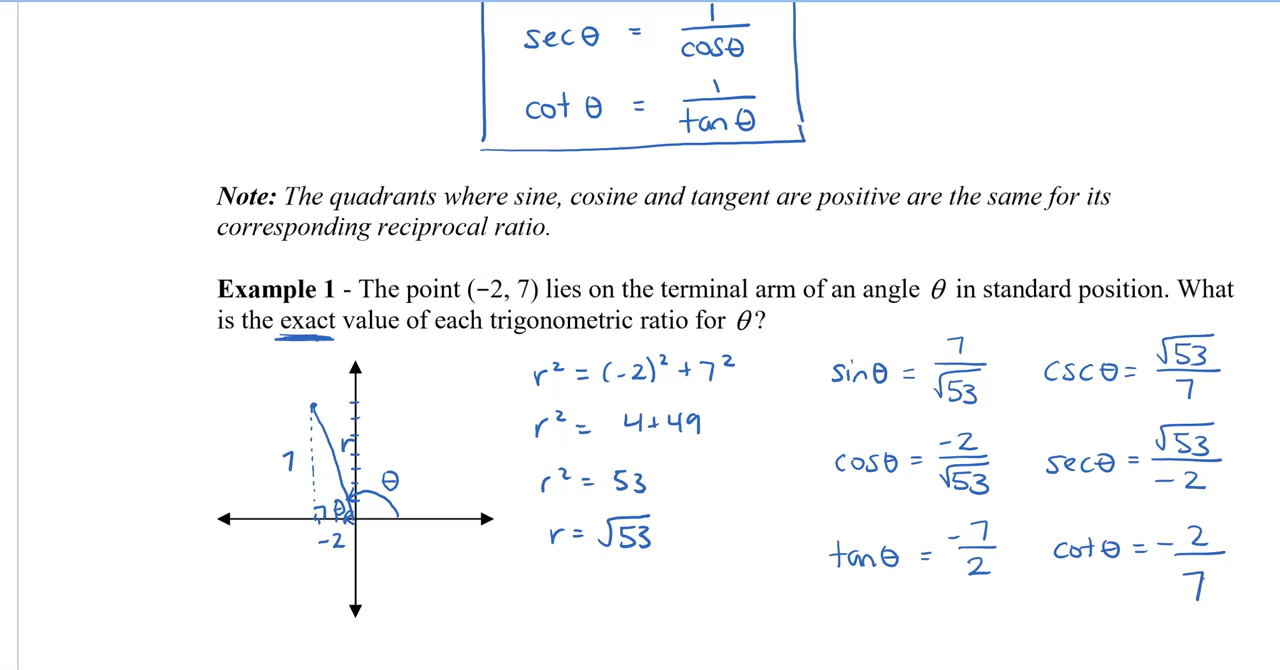 sec θ = 1/cosθ
cot θ = 1/tan θ
Note: The quadrants where sine, cosine and tangent are positive are the same for its
corresponding reciprocal ratio.
Example 1 - The point (−2, 7) lies on the terminal arm of an angle θ in standard position. What
is the exact value of each trigonometric ratio for θ?
7
r
θ
θ
-2
r² = (-2)² + 7²
r² = 4+49
r² = 53
r = √53
sinθ = 7/√53
cscθ = √53/7
cosθ = -2/√53
secθ = √53/-2
tanθ = -7/2
cotθ = -2/7